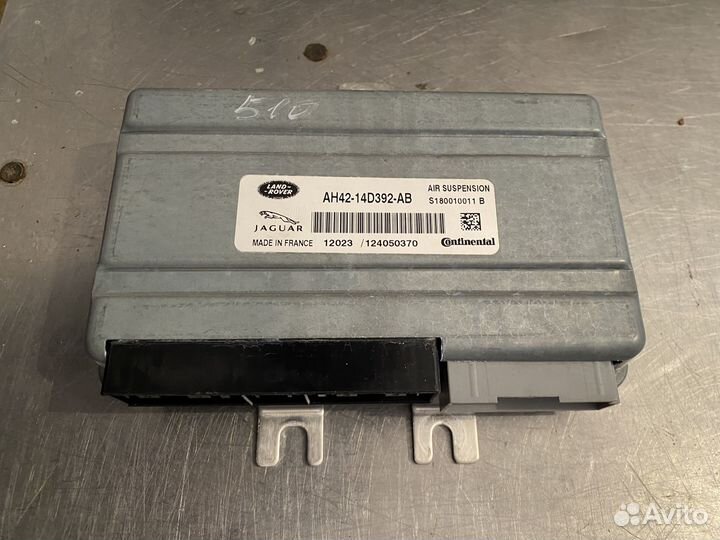 510
LAND-
ROVER
AH42-14D392-AB
AIR SUSPENSION
S180010011 B
JAGUAR
MADE IN FRANCE 12023 / 124050370 Continental
Avito